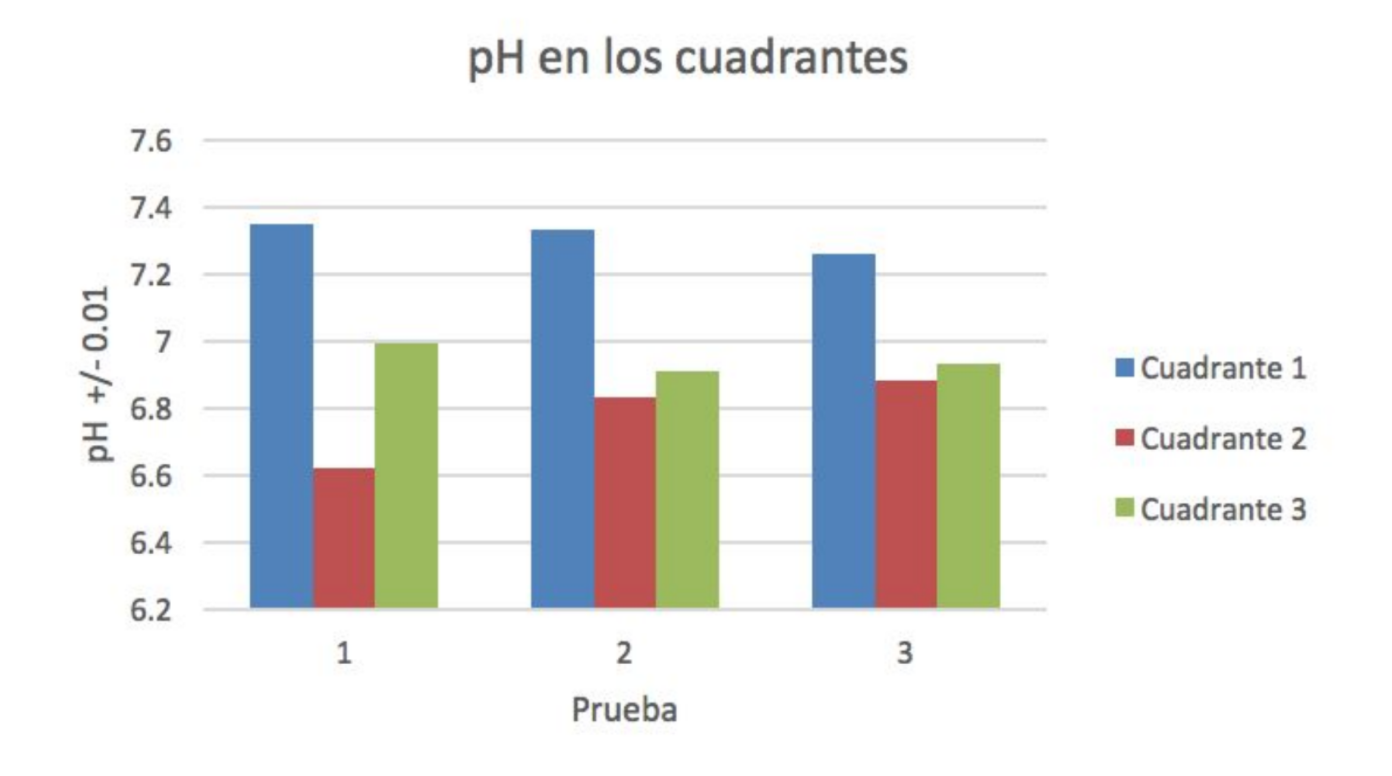 pH en los cuadrantes
7.6
7.4
7.2
7
6.8
6.6
6.4
6.2
pH +/- 0.01
1 2 3
Prueba
Cuadrante 1
Cuadrante 2
Cuadrante 3